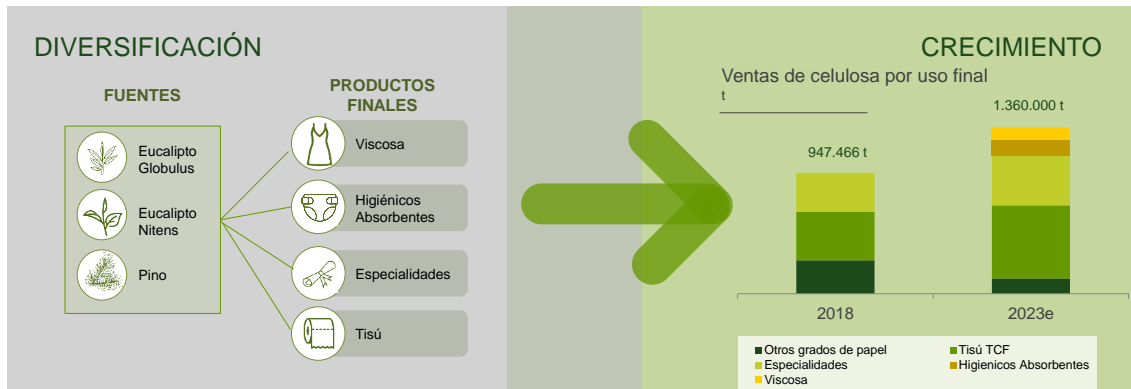 DIVERSIFICACIÓN
FUENTES
Eucalipto
Globulus
Eucalipto
Nitens
Pino
PRODUCTOS
FINALES
Viscosa
Higiénicos
Absorbentes
Especialidades
Tisú
CRECIMIENTO
Ventas de celulosa por uso final
t
947.466 t
1.360.000 t
2018
2023e
Otros grados de papel
Tisú TCF
Especialidades
Higienicos Absorbentes
Viscosa